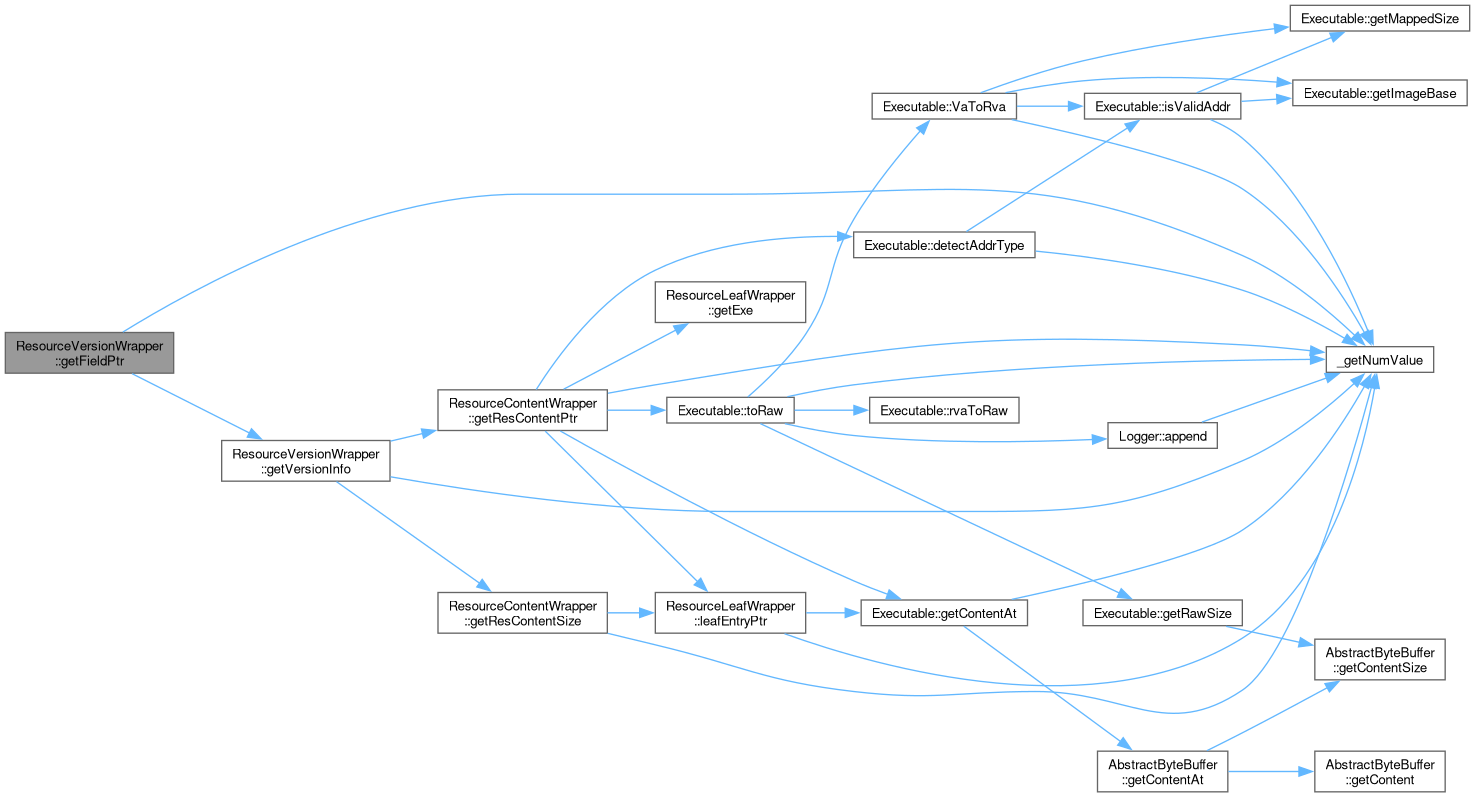 Executable::getMappedSize
Executable::getImageBase
Executable::VaToRva
Executable::isValidAddr
Executable::detectAddrType
ResourceLeafWrapper
::getExe
ResourceVersionWrapper
::getFieldPtr
_getNumValue
ResourceContentWrapper
::getResContentPtr
Executable::toRaw
Executable::rvaToRaw
Logger::append
ResourceVersionWrapper
::getVersionInfo
ResourceContentWrapper
::getResContentSize
ResourceLeafWrapper
::leafEntryPtr
Executable::getContentAt
Executable::getRawSize
AbstractByteBuffer
::getContentSize
AbstractByteBuffer
::getContentAt
AbstractByteBuffer
::getContent